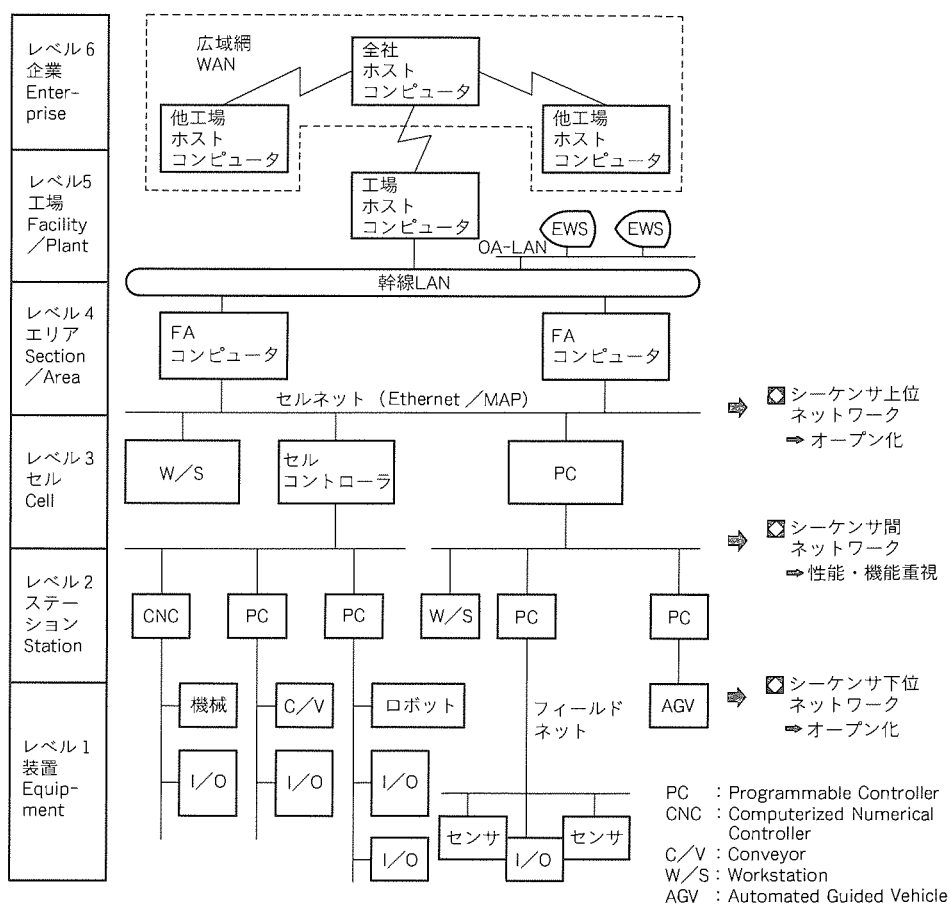 レベル6
企業
Enter-
prise
広域網
WAN
全社
ホスト
コンピュータ
他工場
ホスト
コンピュータ
他工場
ホスト
コンピュータ
レベル5
工場
Facility
／Plant
工場
ホスト
コンピュータ
EWS
EWS
OA-LAN
幹線LAN
レベル4
エリア
Section
／Area
FA
コンピュータ
FA
コンピュータ
セルネット（Ethernet／MAP）
シーケンサ上位
ネットワーク
⇒ オープン化
レベル3
セル
Cell
W／S
セル
コントローラ
PC
シーケンサ間
ネットワーク
⇒ 性能・機能重視
レベル2
ステー
ション
Station
CNC
PC
PC
W／S
PC
PC
レベル1
装置
Equip-
ment
機械
C／V
ロボット
フィールド
ネット
AGV
シーケンサ下位
ネットワーク
⇒ オープン化
I／O
I／O
I／O
センサ
センサ
I／O
I／O
PC ：Programmable Controller
CNC ：Computerized Numerical
Controller
C／V：Conveyor
W／S：Workstation
AGV ：Automated Guided Vehicle